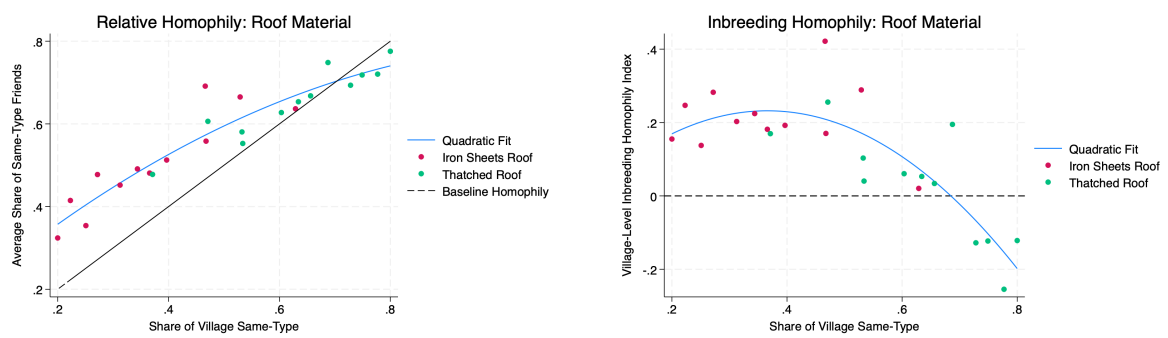 Relative Homophily: Roof Material
Average Share of Same-Type Friends
.8
.6
.4
.2
.2 .4 .6 .8
Share of Village Same-Type
Quadratic Fit
Iron Sheets Roof
Thatched Roof
Baseline Homophily
Inbreeding Homophily: Roof Material
Village-Level Inbreeding Homophily Index
.4
.2
0
-.2
.2 .4 .6 .8
Share of Village Same-Type
Quadratic Fit
Iron Sheets Roof
Thatched Roof